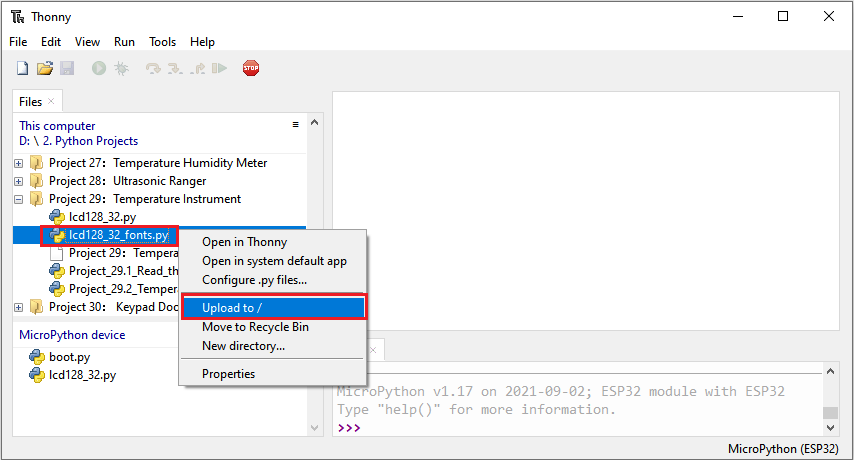 Thonny
File Edit View Run Tools Help
STOP
Files
This computer
D: \ 2. Python Projects
Project 27：Temperature Humidity Meter
Project 28：Ultrasonic Ranger
Project 29：Temperature Instrument
lcd128_32.py
lcd128_32_fonts.py
Project 29：Tempera
Project_29.1_Read_th
Project_29.2_Tempera
Project 30： Keypad Doc
Open in Thonny
Open in system default app
Configure .py files...
Upload to /
Move to Recycle Bin
New directory...
Properties
MicroPython device
boot.py
lcd128_32.py
MicroPython v1.17 on 2021-09-02; ESP32 module with ESP32
Type "help()" for more information.
>>>
MicroPython (ESP32)